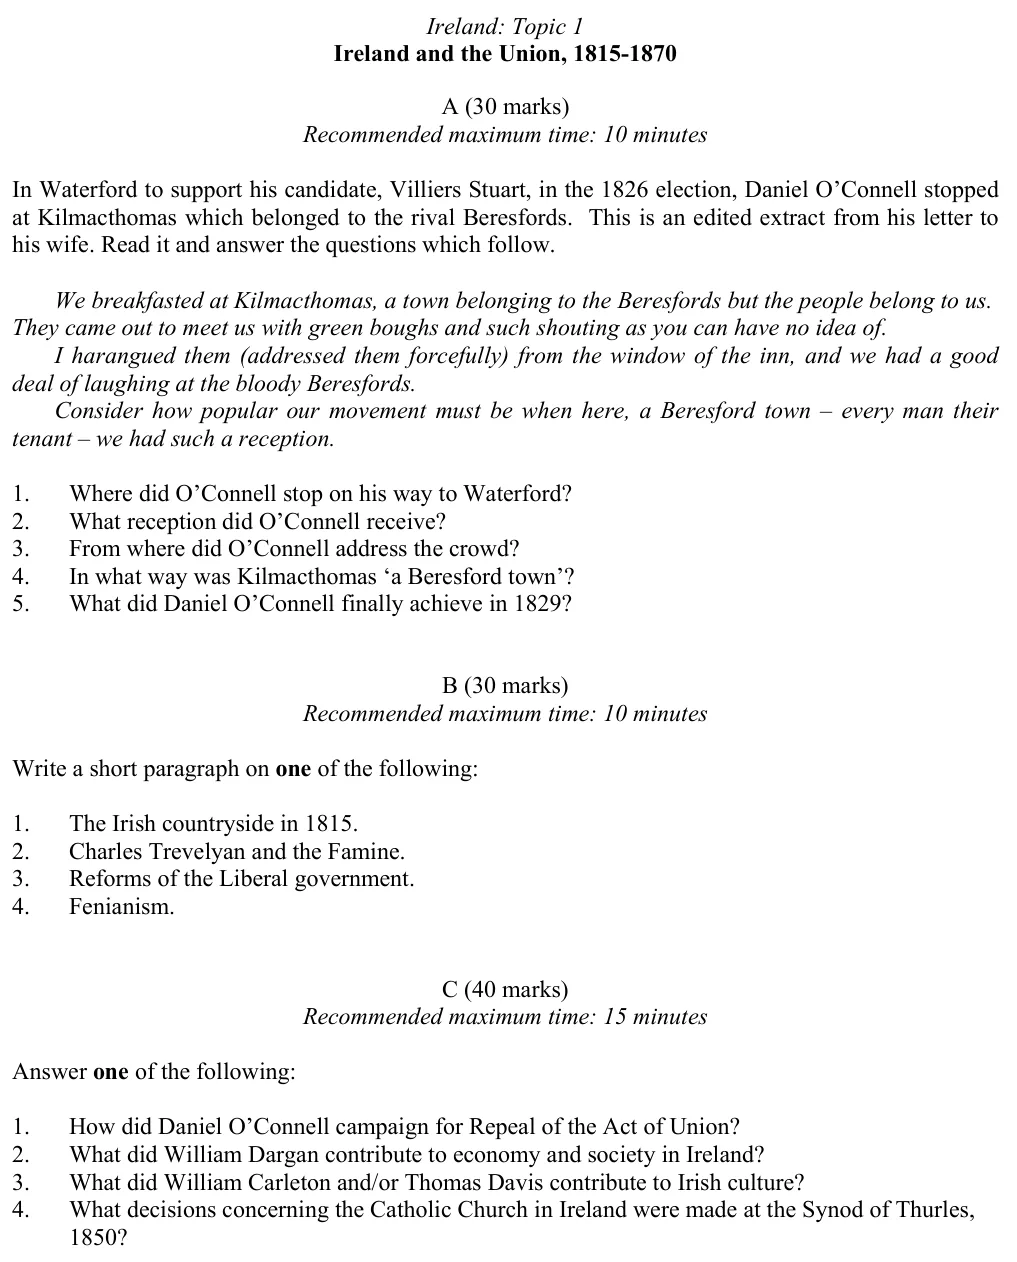 Ireland: Topic 1
Ireland and the Union, 1815-1870
A (30 marks)
Recommended maximum time: 10 minutes
In Waterford to support his candidate, Villiers Stuart, in the 1826 election, Daniel O’Connell stopped
at Kilmacthomas which belonged to the rival Beresfords.  This is an edited extract from his letter to
his wife. Read it and answer the questions which follow.
We breakfasted at Kilmacthomas, a town belonging to the Beresfords but the people belong to us.
They came out to meet us with green boughs and such shouting as you can have no idea of.
I harangued them (addressed them forcefully) from the window of the inn, and we had a good
deal of laughing at the bloody Beresfords.
Consider how popular our movement must be when here, a Beresford town – every man their
tenant – we had such a reception.
1. Where did O’Connell stop on his way to Waterford?
2. What reception did O’Connell receive?
3. From where did O’Connell address the crowd?
4. In what way was Kilmacthomas ‘a Beresford town’?
5. What did Daniel O’Connell finally achieve in 1829?
B (30 marks)
Recommended maximum time: 10 minutes
Write a short paragraph on one of the following:
1. The Irish countryside in 1815.
2. Charles Trevelyan and the Famine.
3. Reforms of the Liberal government.
4. Fenianism.
C (40 marks)
Recommended maximum time: 15 minutes
Answer one of the following:
1. How did Daniel O’Connell campaign for Repeal of the Act of Union?
2. What did William Dargan contribute to economy and society in Ireland?
3. What did William Carleton and/or Thomas Davis contribute to Irish culture?
4. What decisions concerning the Catholic Church in Ireland were made at the Synod of Thurles,
1850?